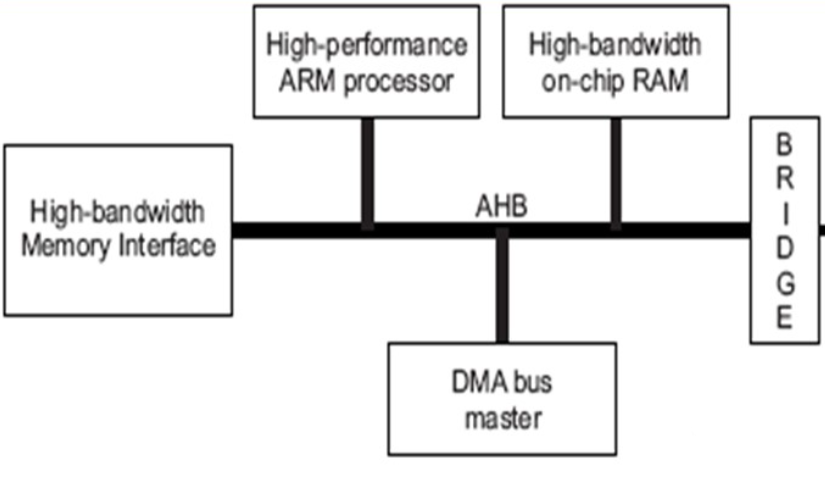 High-performance
ARM processor
High-bandwidth
on-chip RAM
High-bandwidth
Memory Interface
AHB
B
R
I
D
G
E
DMA bus
master